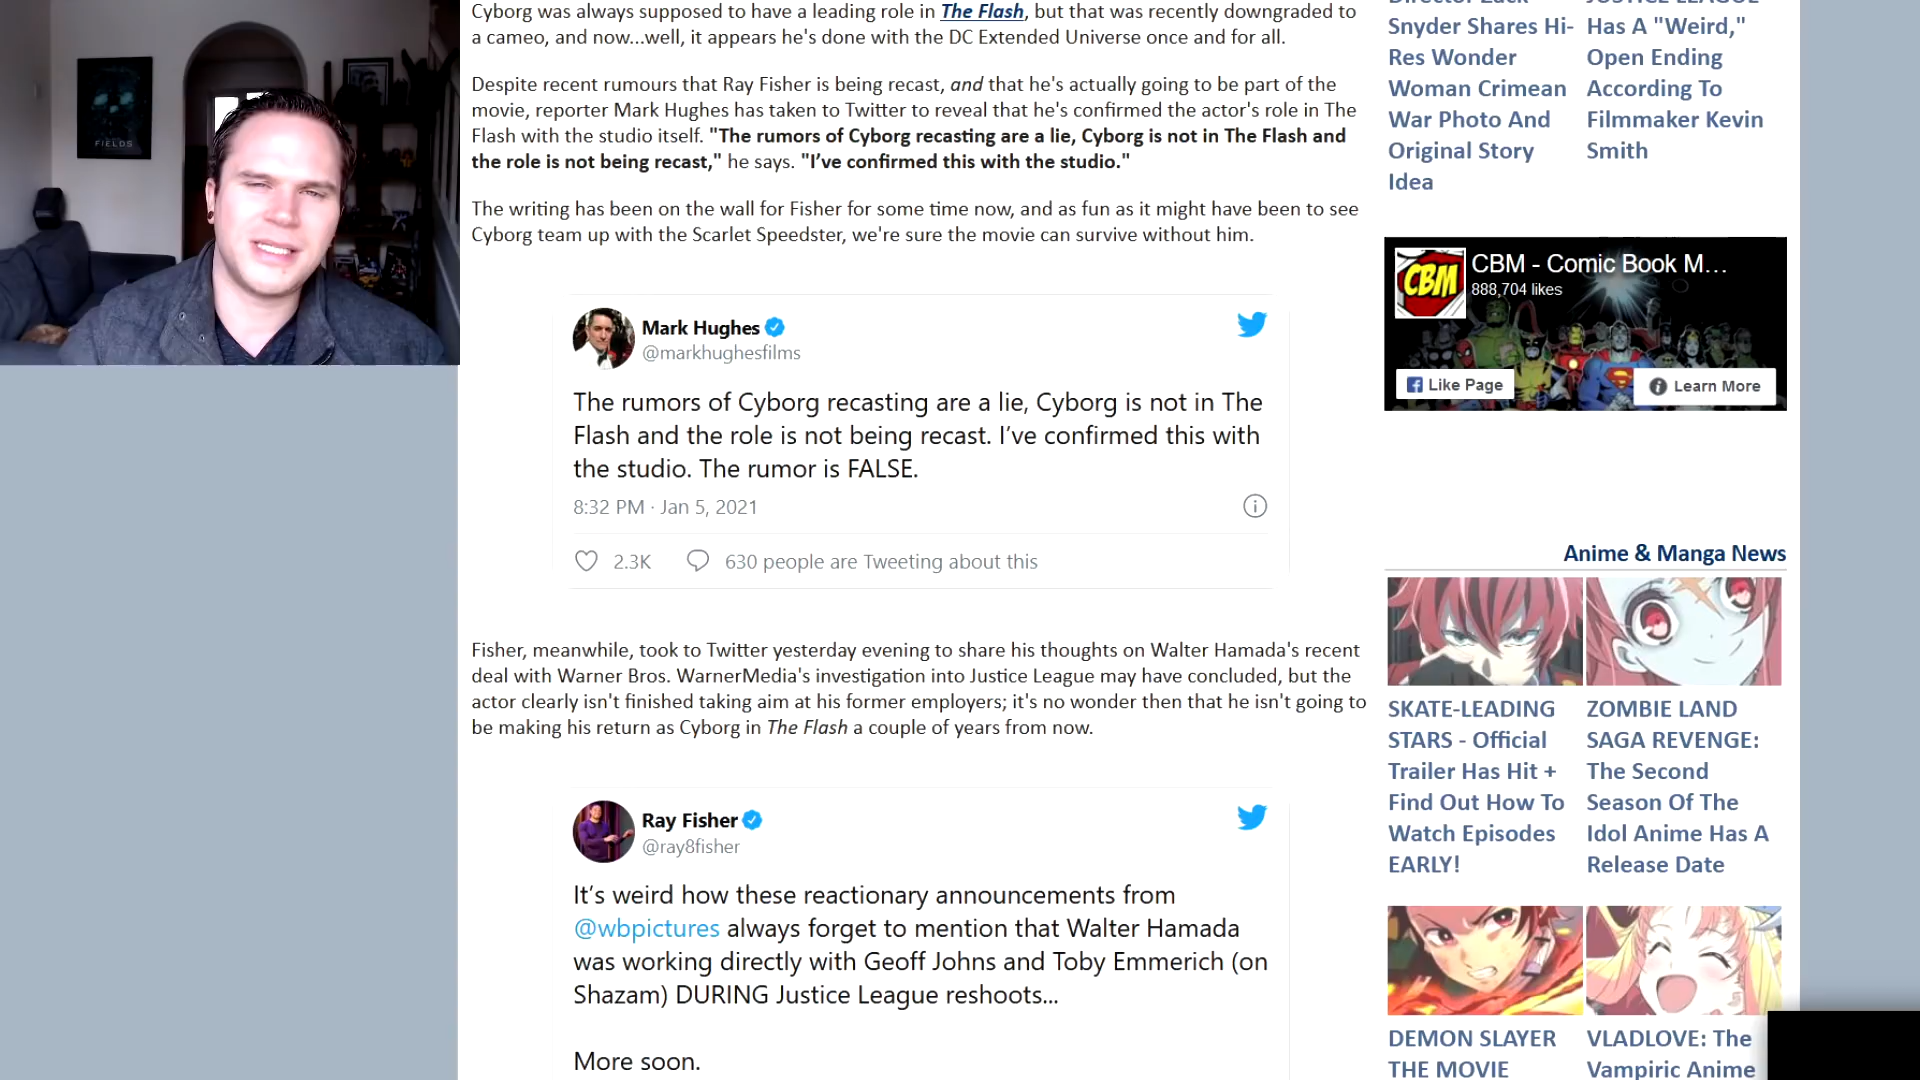 FIELDS
Cyborg was always supposed to have a leading role in The Flash, but that was recently downgraded to
a cameo, and now...well, it appears he's done with the DC Extended Universe once and for all.
Despite recent rumours that Ray Fisher is being recast, and that he's actually going to be part of the
movie, reporter Mark Hughes has taken to Twitter to reveal that he's confirmed the actor's role in The
Flash with the studio itself. "The rumors of Cyborg recasting are a lie, Cyborg is not in The Flash and
the role is not being recast," he says. "I’ve confirmed this with the studio."
The writing has been on the wall for Fisher for some time now, and as fun as it might have been to see
Cyborg team up with the Scarlet Speedster, we're sure the movie can survive without him.
Mark Hughes
@markhughesfilms
The rumors of Cyborg recasting are a lie, Cyborg is not in The
Flash and the role is not being recast. I’ve confirmed this with
the studio. The rumor is FALSE.
8:32 PM · Jan 5, 2021
2.3K 630 people are Tweeting about this
Fisher, meanwhile, took to Twitter yesterday evening to share his thoughts on Walter Hamada's recent
deal with Warner Bros. WarnerMedia's investigation into Justice League may have concluded, but the
actor clearly isn't finished taking aim at his former employers; it's no wonder then that he isn't going to
be making his return as Cyborg in The Flash a couple of years from now.
Ray Fisher
@ray8fisher
It’s weird how these reactionary announcements from
@wbpictures always forget to mention that Walter Hamada
was working directly with Geoff Johns and Toby Emmerich (on
Shazam) DURING Justice League reshoots...
More soon.
Director Zack
Snyder Shares Hi-
Res Wonder
Woman Crimean
War Photo And
Original Story
Idea
JUSTICE LEAGUE
Has A "Weird,"
Open Ending
According To
Filmmaker Kevin
Smith
CBM
CBM - Comic Book M...
888,704 likes
Like Page
Learn More
Anime & Manga News
SKATE-LEADING
STARS - Official
Trailer Has Hit +
Find Out How To
Watch Episodes
EARLY!
ZOMBIE LAND
SAGA REVENGE:
The Second
Season Of The
Idol Anime Has A
Release Date
DEMON SLAYER
THE MOVIE
VLADLOVE: The
Vampiric Anime